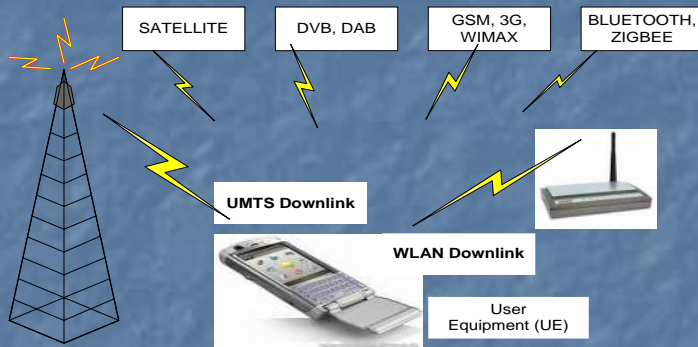 SATELLITE
DVB, DAB
GSM, 3G,
WIMAX
BLUETOOTH,
ZIGBEE
UMTS Downlink
WLAN Downlink
User
Equipment (UE)